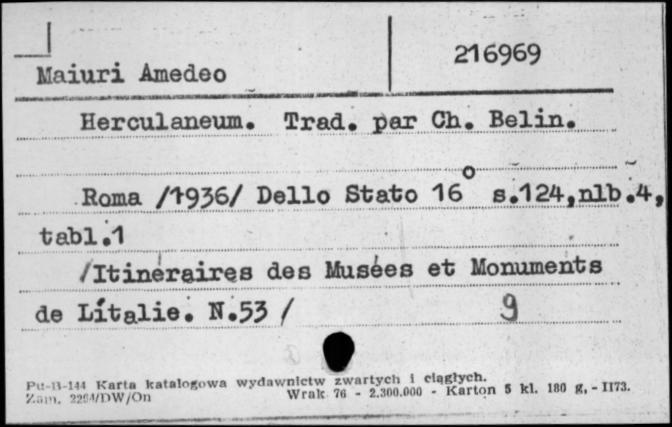 216969
Maiuri Amedeo
Herculaneum. Trad. par Ch. Belin.
Roma /1936/ Dello Stato 16° s.124,nlb.4,
tabl.1
/Itinéraires des Musées et Monuments
de Lítalie. N.53 / 9
Pu-B-144 Karta katalogowa wydawnictw zwartych i ciągłych.
Zam. 2264/DW/On Wrak 76 - 2.300.000 - Karton 5 kl. 180 g, - II73.